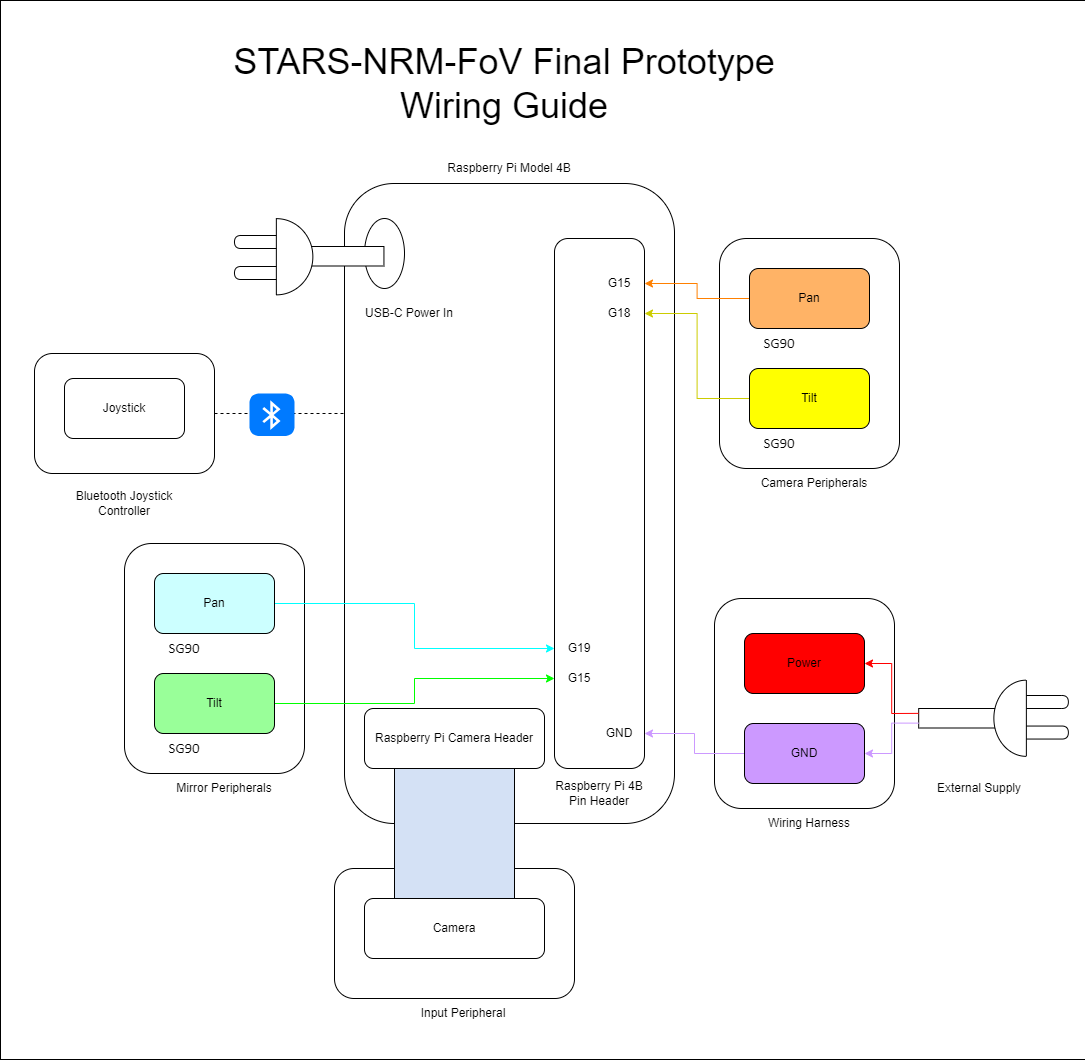 STARS-NRM-FoV Final Prototype
Wiring Guide
Raspberry Pi Model 4B
USB-C Power In
G15
G18
Pan
SG90
Tilt
SG90
Camera Peripherals
Joystick
Bluetooth Joystick
Controller
Pan
SG90
Tilt
SG90
Mirror Peripherals
G19
G15
GND
Raspberry Pi Camera Header
Raspberry Pi 4B
Pin Header
Power
GND
Wiring Harness
External Supply
Camera
Input Peripheral